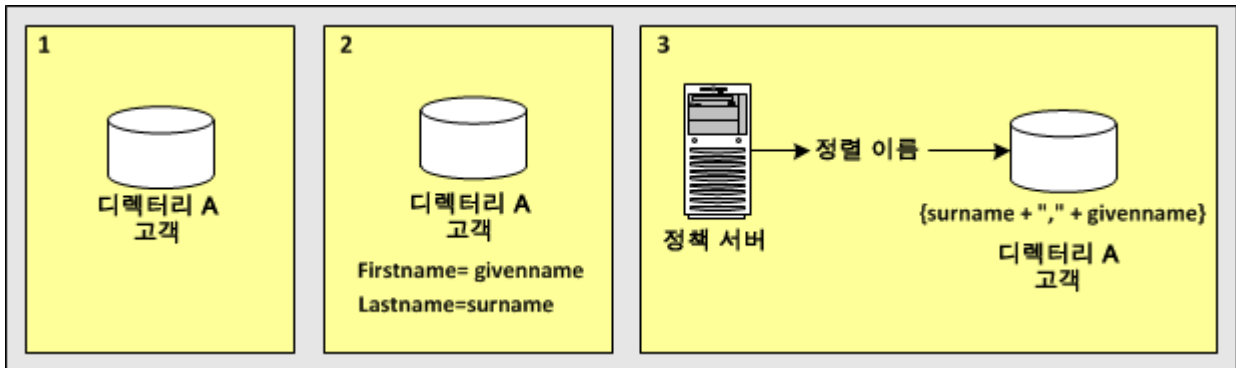 1
디렉터리 A
고객
2
디렉터리 A
고객
Firstname= givenname
Lastname=surname
3
정책 서버
정렬 이름
{surname + "," + givenname}
디렉터리 A
고객